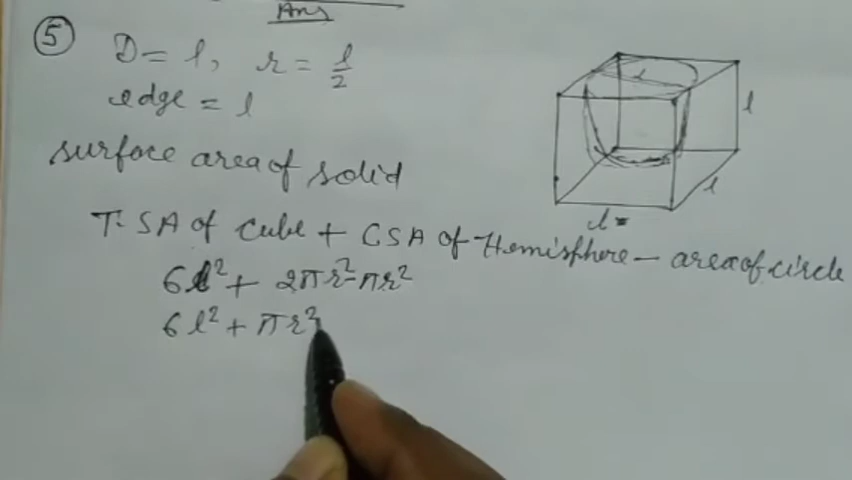 Ans
5
D = l, r = l/2
edge = l
surface area of solid
T.SA of cube + CSA of Hemisphere - area of circle
6l² + 2πr² - πr²
6l² + πr²
l
l
l
l =